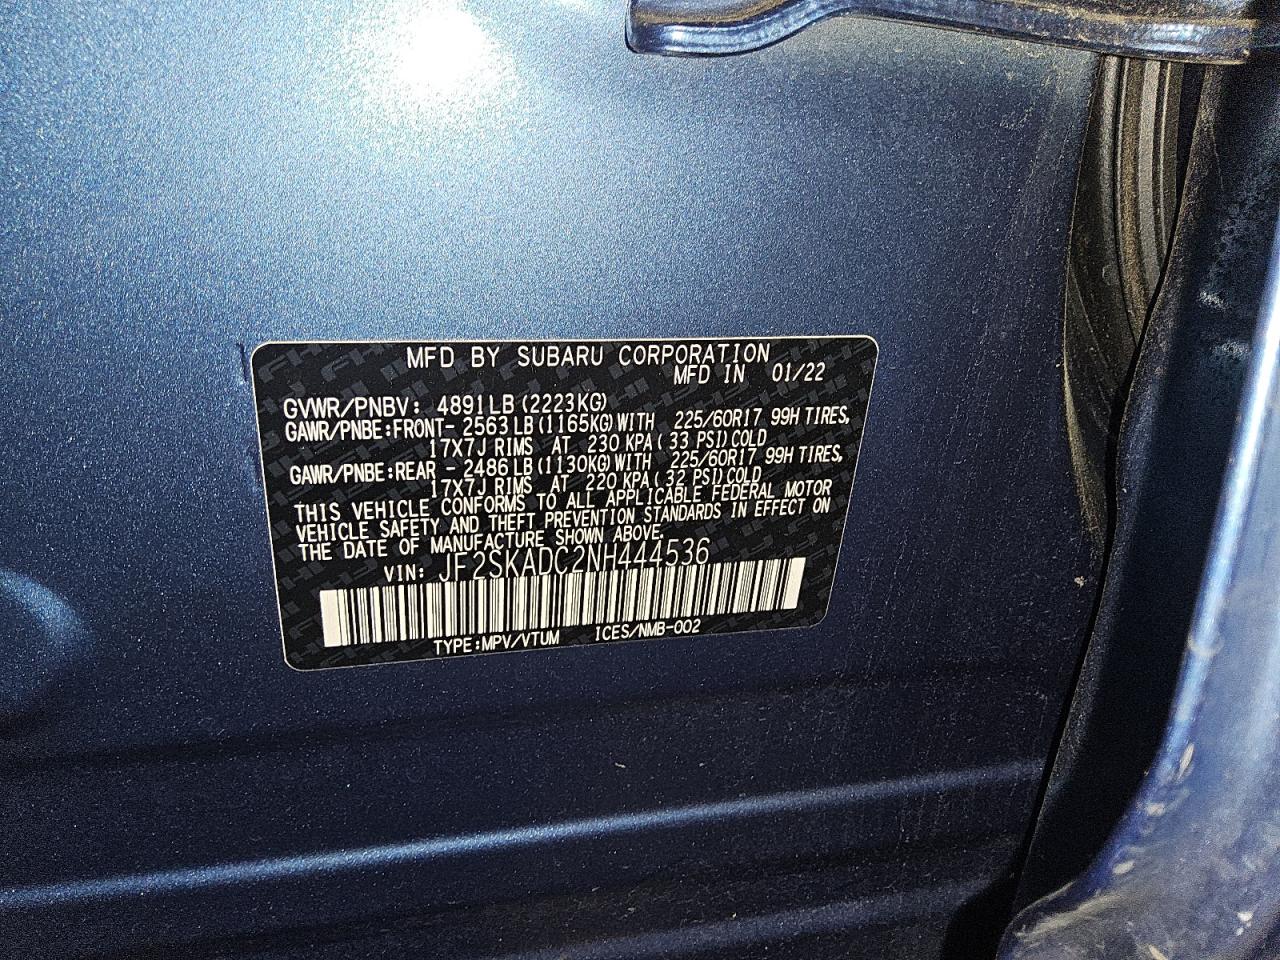 MFD BY SUBARU CORPORATION
MFD IN 01/22
GVWR/PNBV: 4891LB (2223KG)
GAWR/PNBE:FRONT- 2563 LB (1165KG) WITH 225/60R17 99H TIRES,
17X7J RIMS AT 230 KPA ( 33 PSI) COLD
GAWR/PNBE:REAR - 2486 LB (1130KG) WITH 225/60R17 99H TIRES,
17X7J RIMS AT 220 KPA ( 32 PSI) COLD
THIS VEHICLE CONFORMS TO ALL APPLICABLE FEDERAL MOTOR
VEHICLE SAFETY AND THEFT PREVENTION STANDARDS IN EFFECT ON
THE DATE OF MANUFACTURE SHOWN ABOVE.
VIN: JF2SKADC2NH444536
TYPE:MPV/VTUM ICES/NMB-002